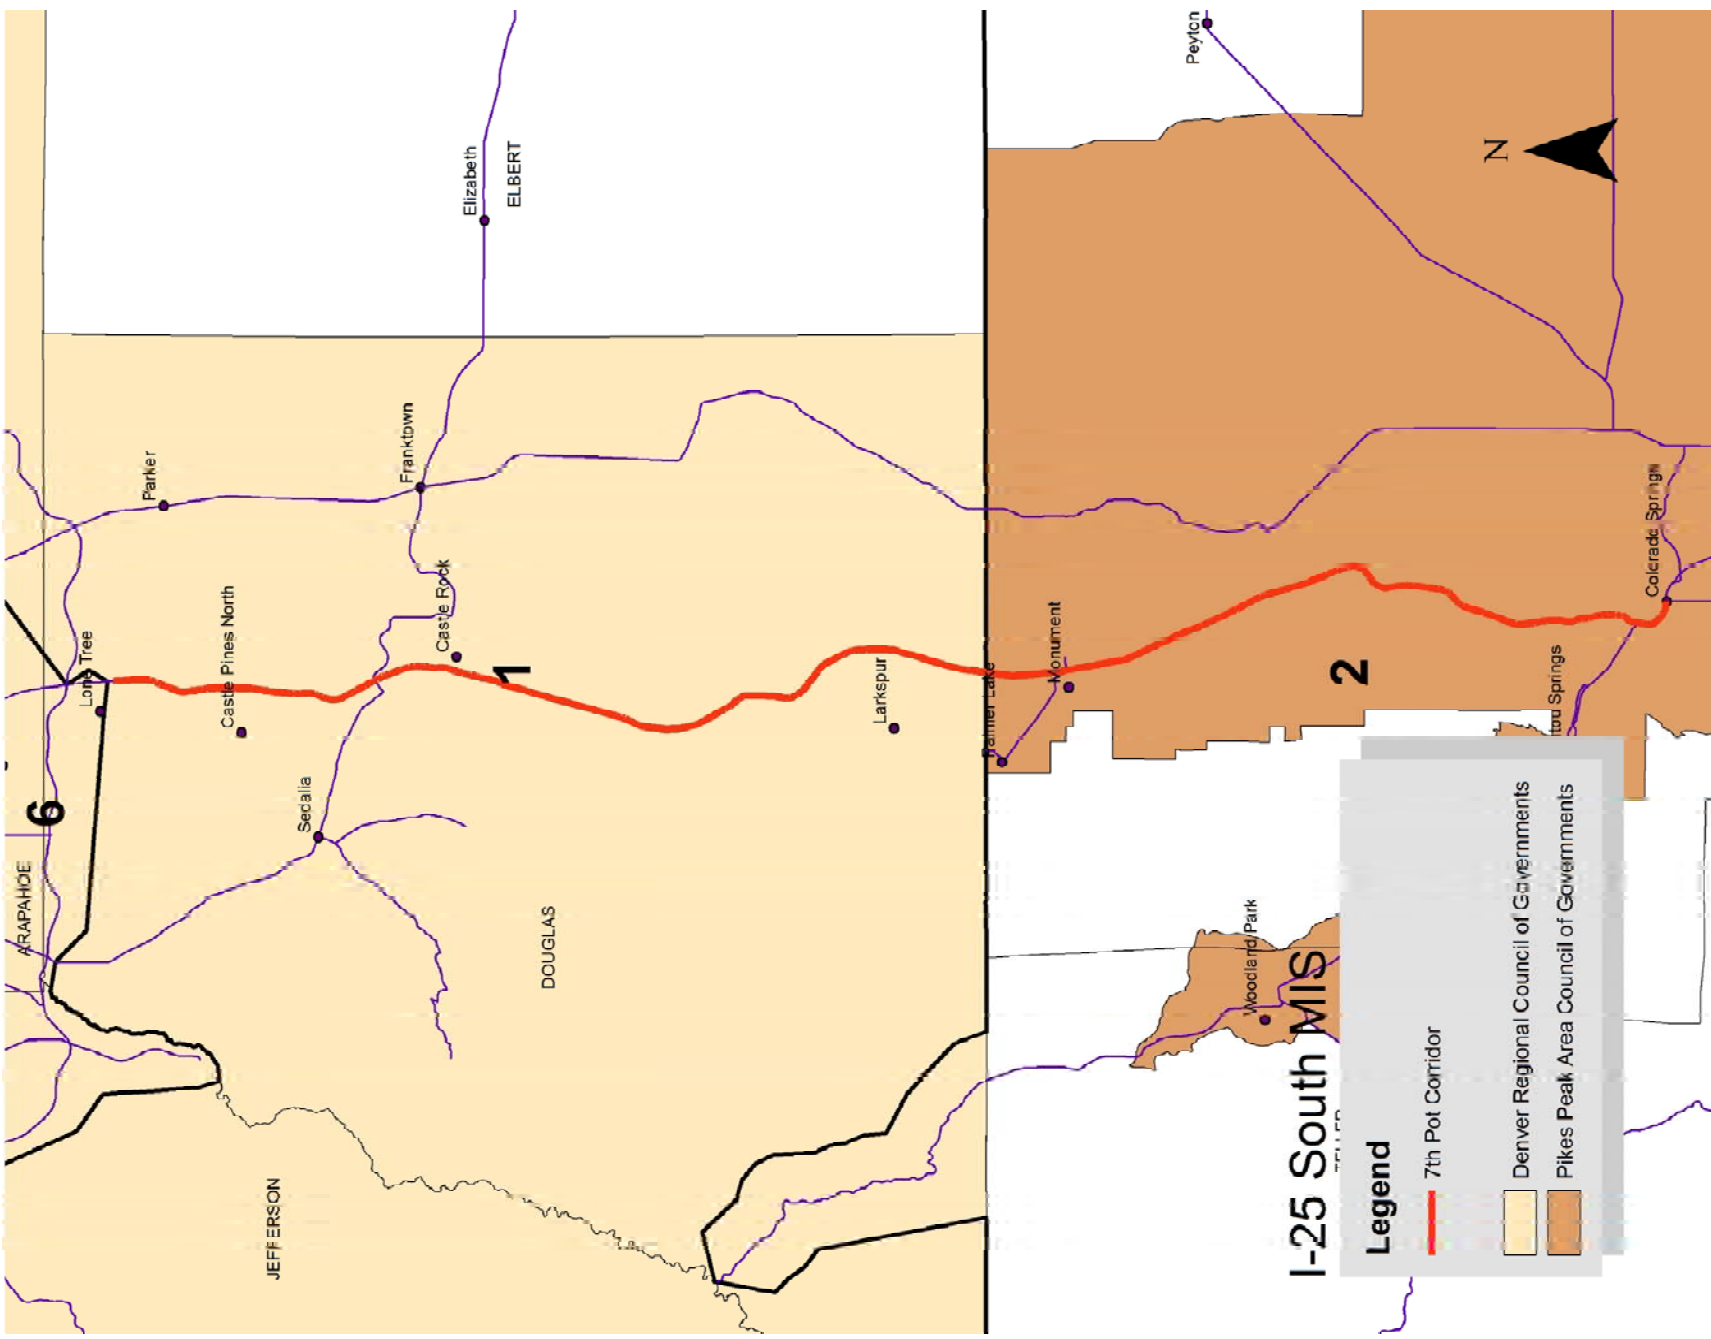 ARAPAHOE
6
Lone Tree
Parker
Castle Pines North
JEFFERSON
Sedalia
Franktown
Castle Rock
Elizabeth
ELBERT
1
DOUGLAS
Larkspur
Palmer Lake
Monument
Peyton
Woodland Park
2
N
itou Springs
Colorado Springs
I-25 South MIS
Legend
7th Pot Corridor
Denver Regional Council of Governments
Pikes Peak Area Council of Governments